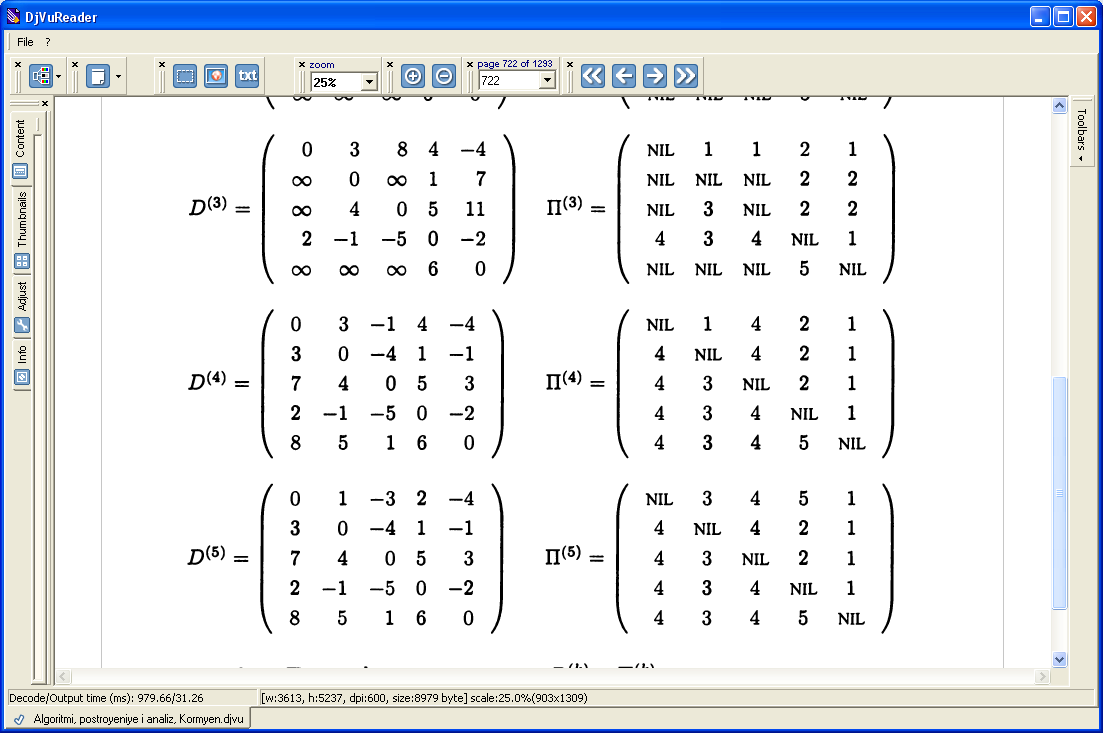 DjVuReader
File ?
zoom
25%
txt
page 722 of 1293
722
Toolbars
Content
Thumbnails
Adjust
Info
0 3 8 4 −4 NIL 1 1 2 1
∞ 0 ∞ 1 7 NIL NIL NIL 2 2
D(3) = ∞ 4 0 5 11 Π(3) = NIL 3 NIL 2 2
2 −1 −5 0 −2 4 3 4 NIL 1
∞ ∞ ∞ 6 0 NIL NIL NIL 5 NIL
0 3 −1 4 −4 NIL 1 4 2 1
3 0 −4 1 −1 4 NIL 4 2 1
D(4) = 7 4 0 5 3 Π(4) = 4 3 NIL 2 1
2 −1 −5 0 −2 4 3 4 NIL 1
8 5 1 6 0 4 3 4 5 NIL
0 1 −3 2 −4 NIL 3 4 5 1
3 0 −4 1 −1 4 NIL 4 2 1
D(5) = 7 4 0 5 3 Π(5) = 4 3 NIL 2 1
2 −1 −5 0 −2 4 3 4 NIL 1
8 5 1 6 0 4 3 4 5 NIL
Decode/Output time (ms): 979.66/31.26 [w:3613, h:5237, dpi:600, size:8979 byte] scale:25.0%(903x1309)
Algoritmi, postroyeniye i analiz, Kormyen.djvu